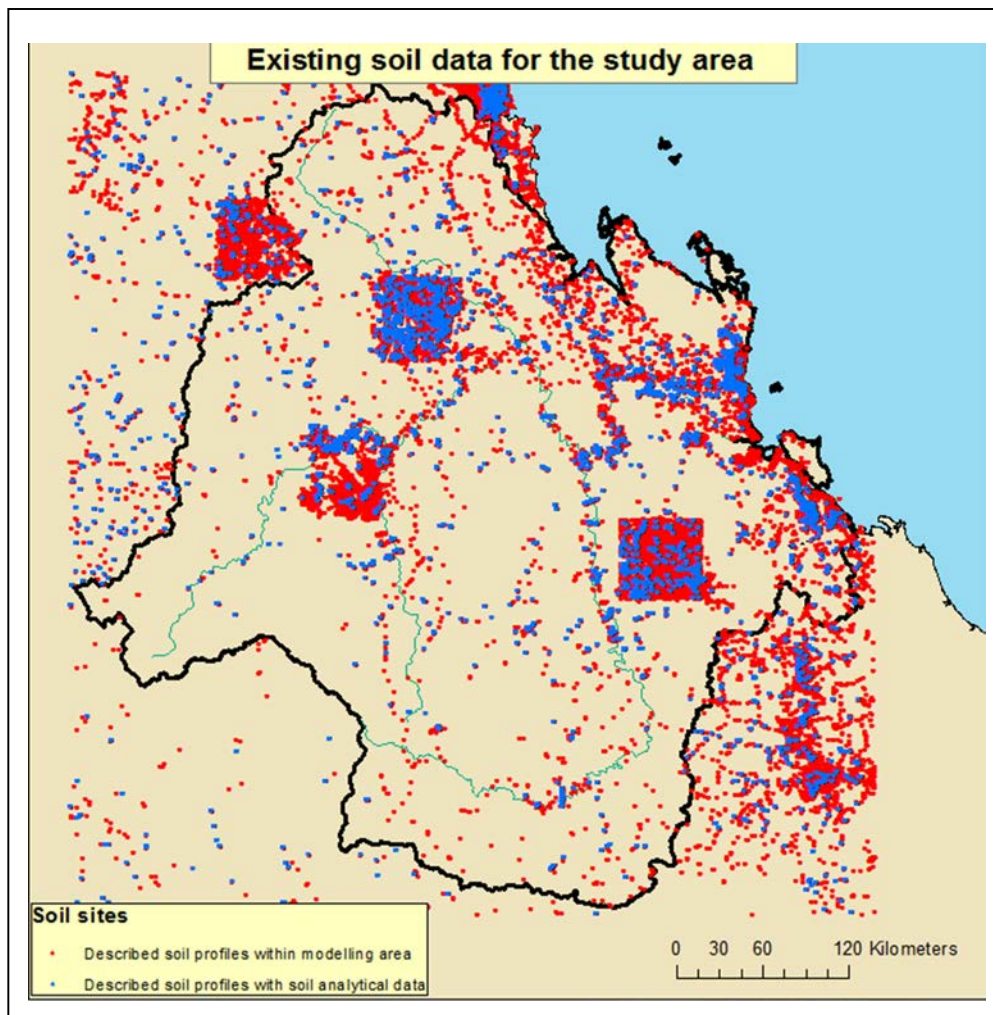 Existing soil data for the study area
Soil sites
Described soil profiles within modelling area
Described soil profiles with soil analytical data
0 30 60 120 Kilometers